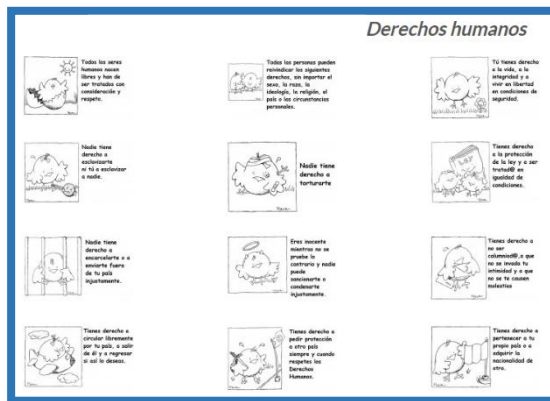 Derechos humanos
Todos los seres
humanos nacen
libres y han de
ser tratados con
consideración y
respeto.
Todas las personas pueden
reivindicar los siguientes
derechos, sin importar el
sexo, la raza, la
ideología, la religión, el
país o las circunstancias
personales.
Tú tienes derecho
a la vida, a la
integridad y a
vivir en libertad
en condiciones de
seguridad.
Nadie tiene
derecho a
esclavizarte
ni tú a esclavizar
a nadie.
Nadie tiene
derecho a
torturarte
LEY
Tienes derecho
a la protección
de la ley y a ser
tratad@ en
igualdad de
condiciones.
Nadie tiene
derecho a
encarcelarte o a
enviarte fuera
de tu país
injustamente.
Eres inocente
mientras no se
pruebe lo
contrario y nadie
puede
sancionarte o
condenarte
injustamente.
Tienes derecho a
no ser
calumniad@,a que
no se invada tu
intimidad y a que
no se te causen
molestias
Tienes derecho a
circular libremente
por tu país, a salir
de él y a regresar
si así lo deseas.
Tienes derecho a
pedir protección
a otro país
siempre y cuando
respetes los
Derechos
Humanos.
Tienes derecho a
pertenecer a tu
propio país o a
adquirir la
nacionalidad de
otro.